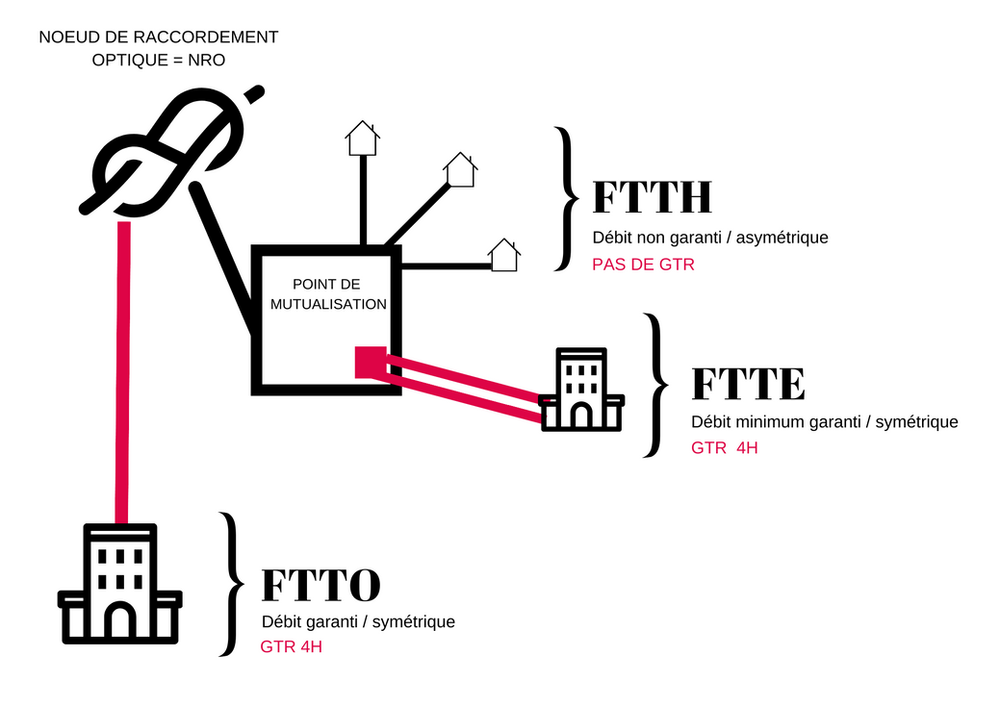 NOEUD DE RACCORDEMENT
OPTIQUE = NRO
POINT DE
MUTUALISATION
FTTH
Débit non garanti / asymétrique
PAS DE GTR
FTTE
Débit minimum garanti / symétrique
GTR  4H
FTTO
Débit garanti / symétrique
GTR 4H